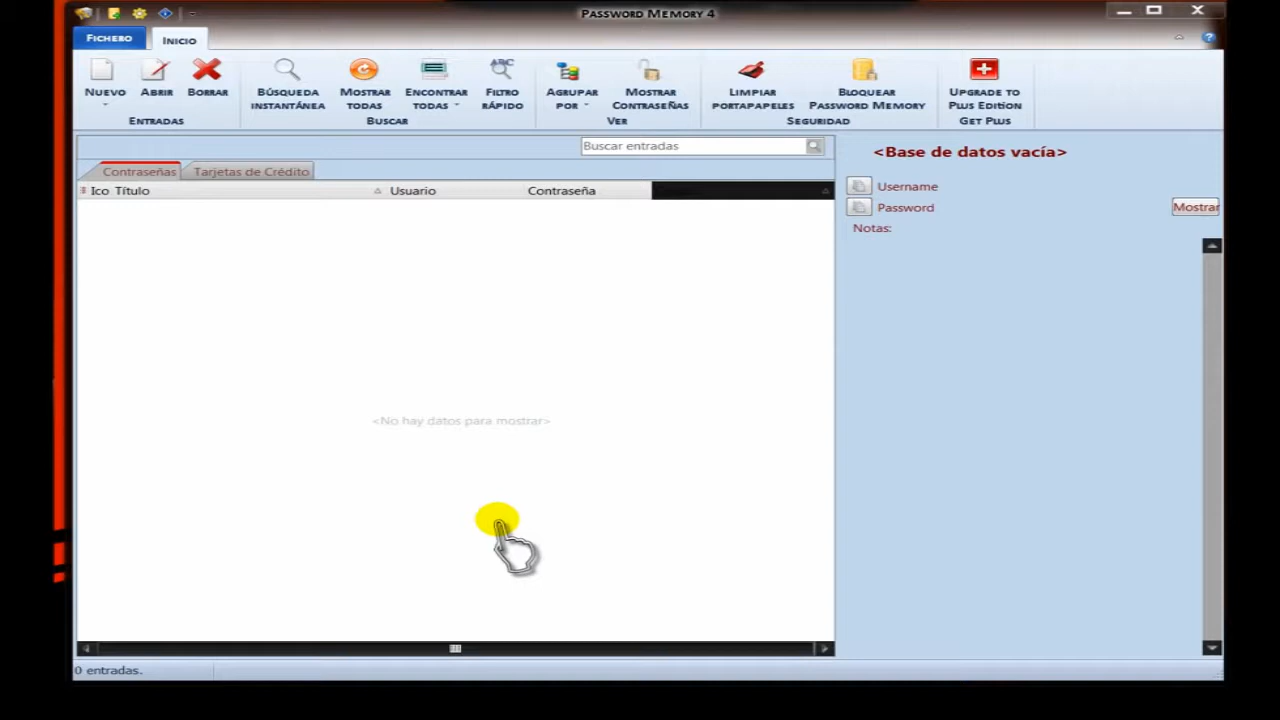 PASSWORD MEMORY 4
FICHERO INICIO
NUEVO
ABRIR
BORRAR
BÚSQUEDA
INSTANTÁNEA
MOSTRAR
TODAS
ENCONTRAR
TODAS
FILTRO
RÁPIDO
AGRUPAR
POR
MOSTRAR
CONTRASEÑAS
LIMPIAR
PORTAPAPELES
BLOQUEAR
PASSWORD MEMORY
UPGRADE TO
PLUS EDITION
ENTRADAS
BUSCAR
VER
SEGURIDAD
GET PLUS
Buscar entradas
Contraseñas Tarjetas de Crédito
Ico Título Usuario Contraseña
<No hay datos para mostrar>
<Base de datos vacía>
Username
Password Mostrar
Notas:
0 entradas.